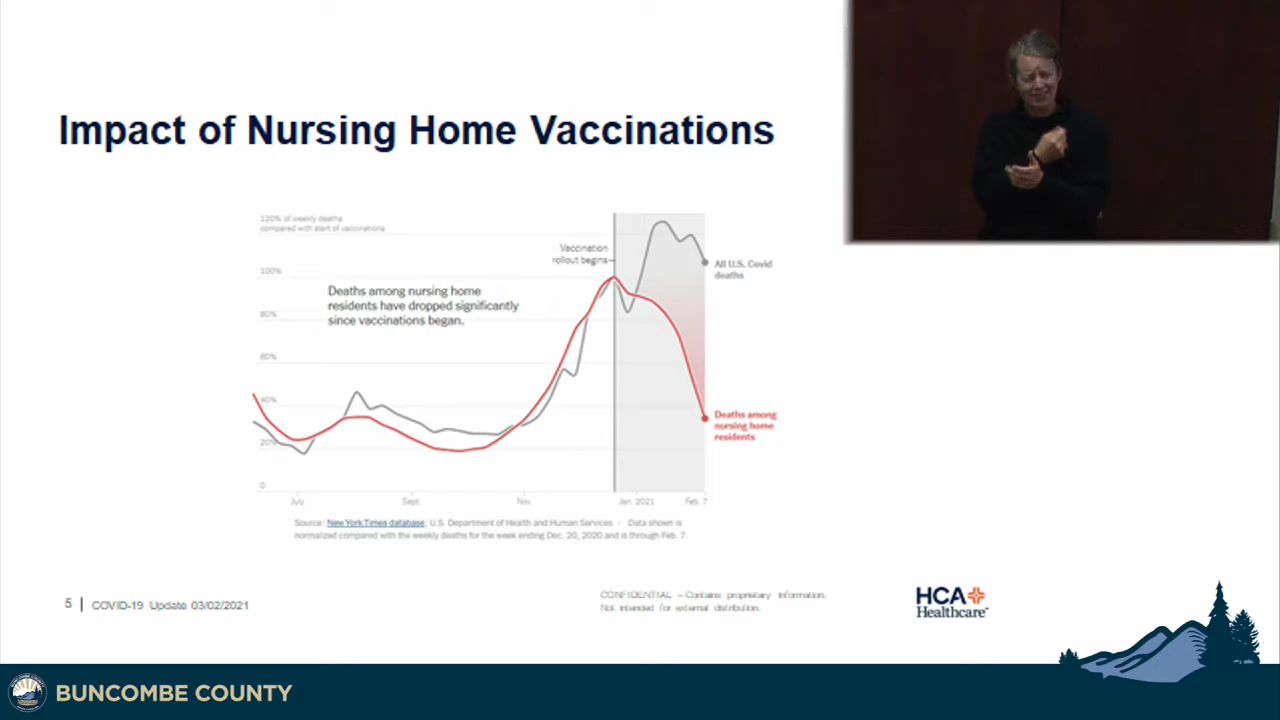 Impact of Nursing Home Vaccinations
120% of weekly deaths
compared with start of vaccinations
Vaccination
rollout begins
All U.S. Covid
deaths
100%
Deaths among nursing home
residents have dropped significantly
since vaccinations began.
80%
60%
40%
Deaths among
nursing home
residents
20%
0
July
Sept.
Nov.
Jan. 2021
Feb. 7
Source: New York Times database, U.S. Department of Health and Human Services - Data shown is
normalized compared with the weekly deaths for the week ending Dec. 20, 2020 and is through Feb. 7.
5 | COVID-19 Update 03/02/2021
CONFIDENTIAL – Contains proprietary information.
Not intended for external distribution.
HCA
Healthcare
BUNCOMBE COUNTY